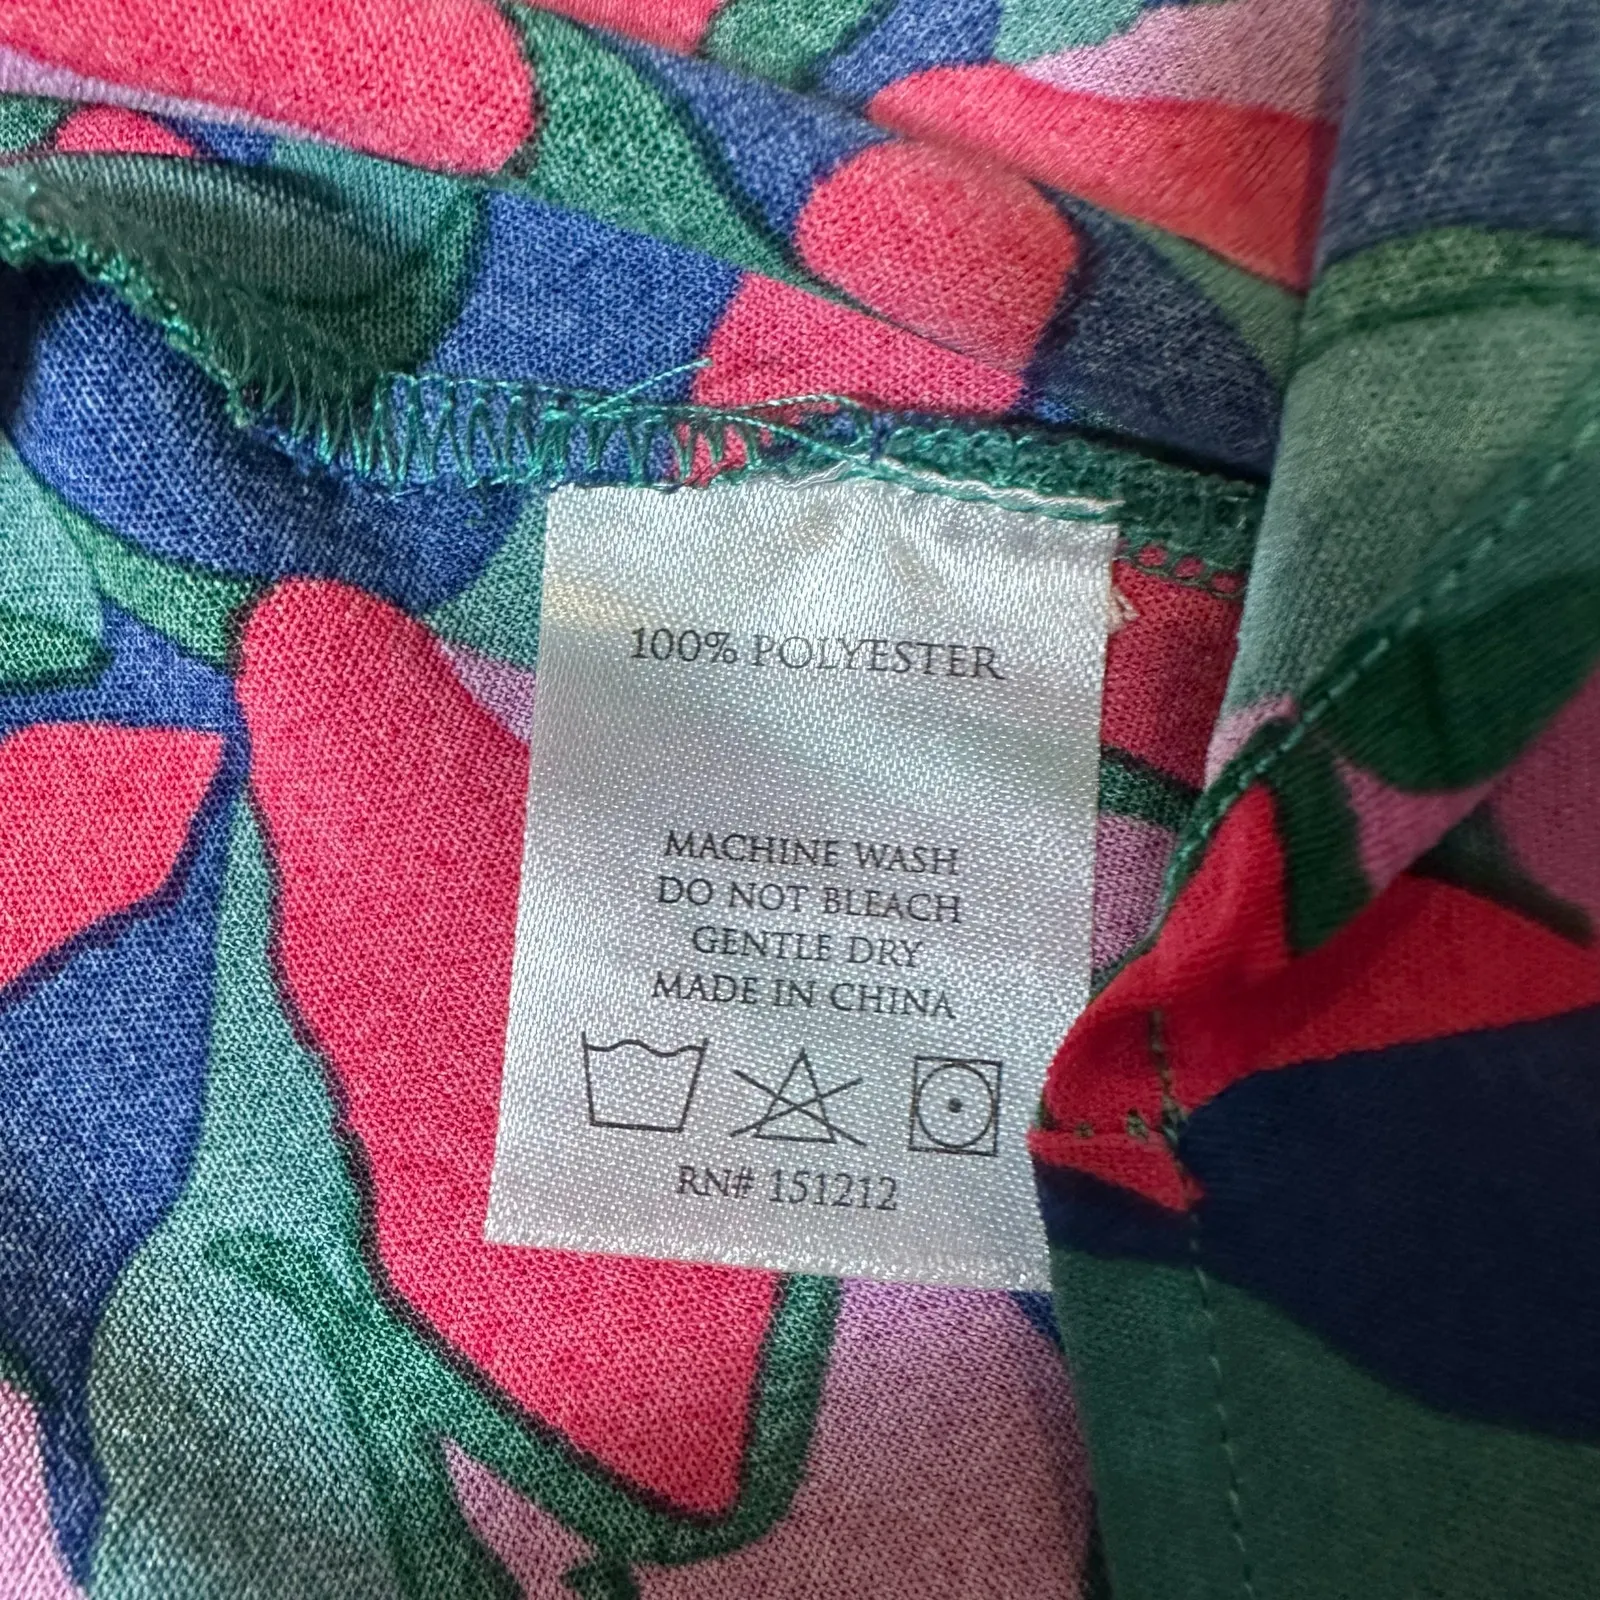 100% POLYESTER
MACHINE WASH
DO NOT BLEACH
GENTLE DRY
MADE IN CHINA
RN# 151212